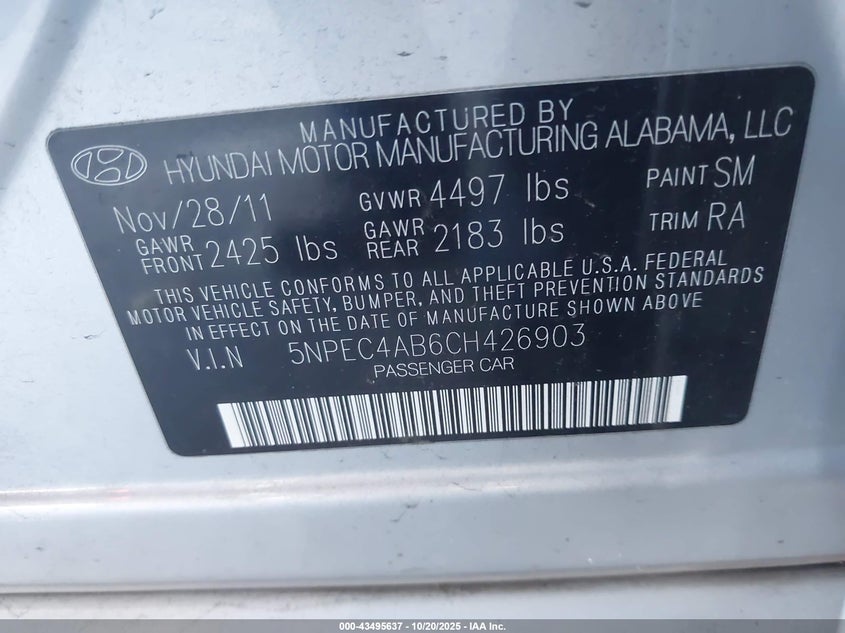 MANUFACTURED BY
HYUNDAI MOTOR MANUFACTURING ALABAMA, LLC
Nov/28/11 GVWR 4497 lbs PAINT SM
GAWR FRONT 2425 lbs GAWR REAR 2183 lbs TRIM RA
THIS VEHICLE CONFORMS TO ALL APPLICABLE U.S.A. FEDERAL
MOTOR VEHICLE SAFETY, BUMPER, AND THEFT PREVENTION STANDARDS
IN EFFECT ON THE DATE OF MANUFACTURE SHOWN ABOVE
V.I.N 5NPEC4AB6CH426903
PASSENGER CAR
000-43495637 - 10/20/2025 - IAA Inc.